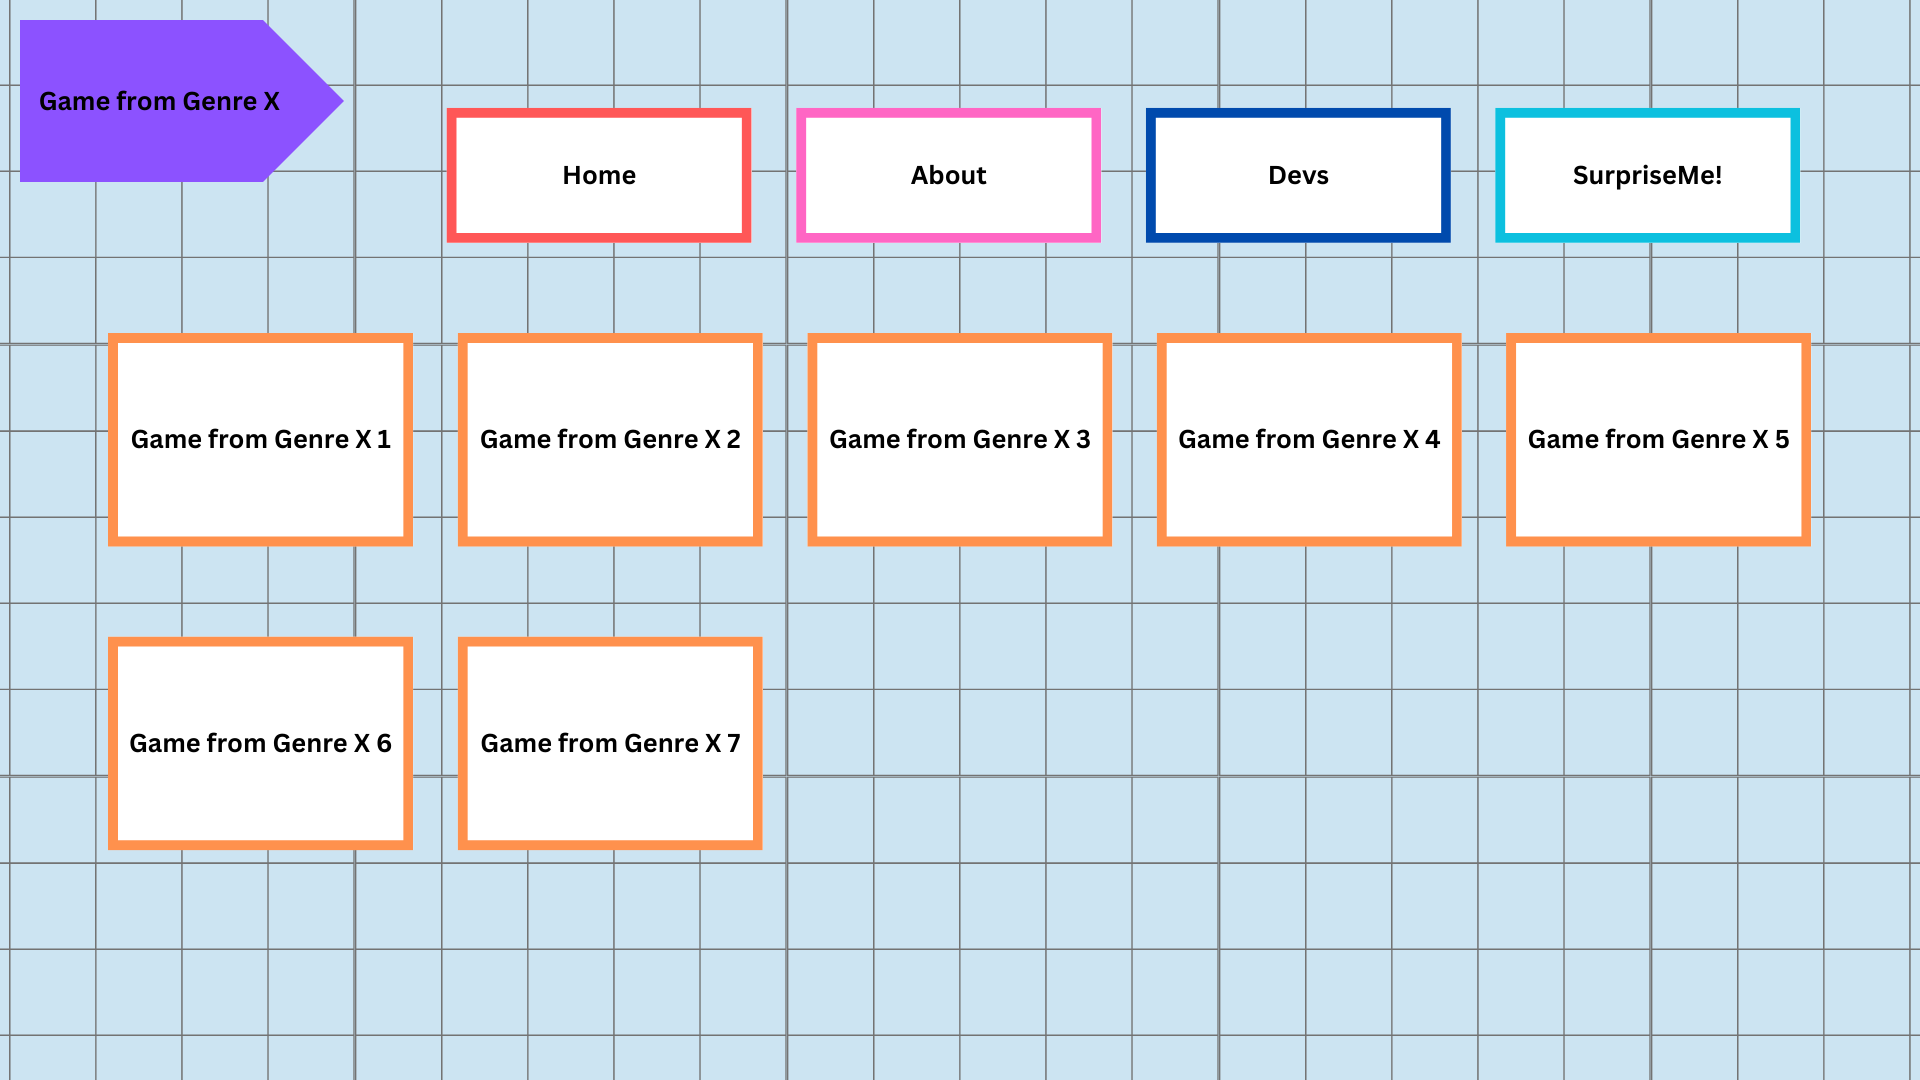 Game from Genre X
Home
About
Devs
SurpriseMe!
Game from Genre X 1
Game from Genre X 2
Game from Genre X 3
Game from Genre X 4
Game from Genre X 5
Game from Genre X 6
Game from Genre X 7